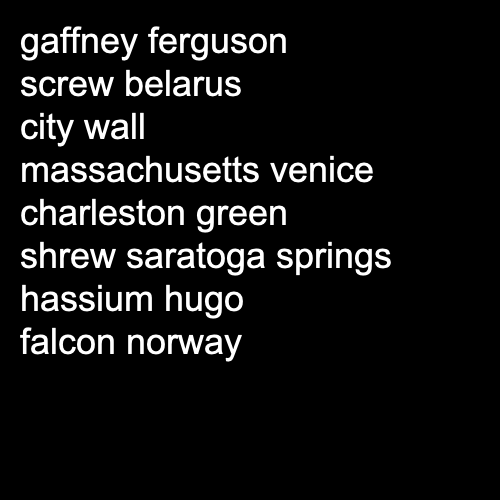 gaffney ferguson
screw belarus
city wall
massachusetts venice
charleston green
shrew saratoga springs
hassium hugo
falcon norway